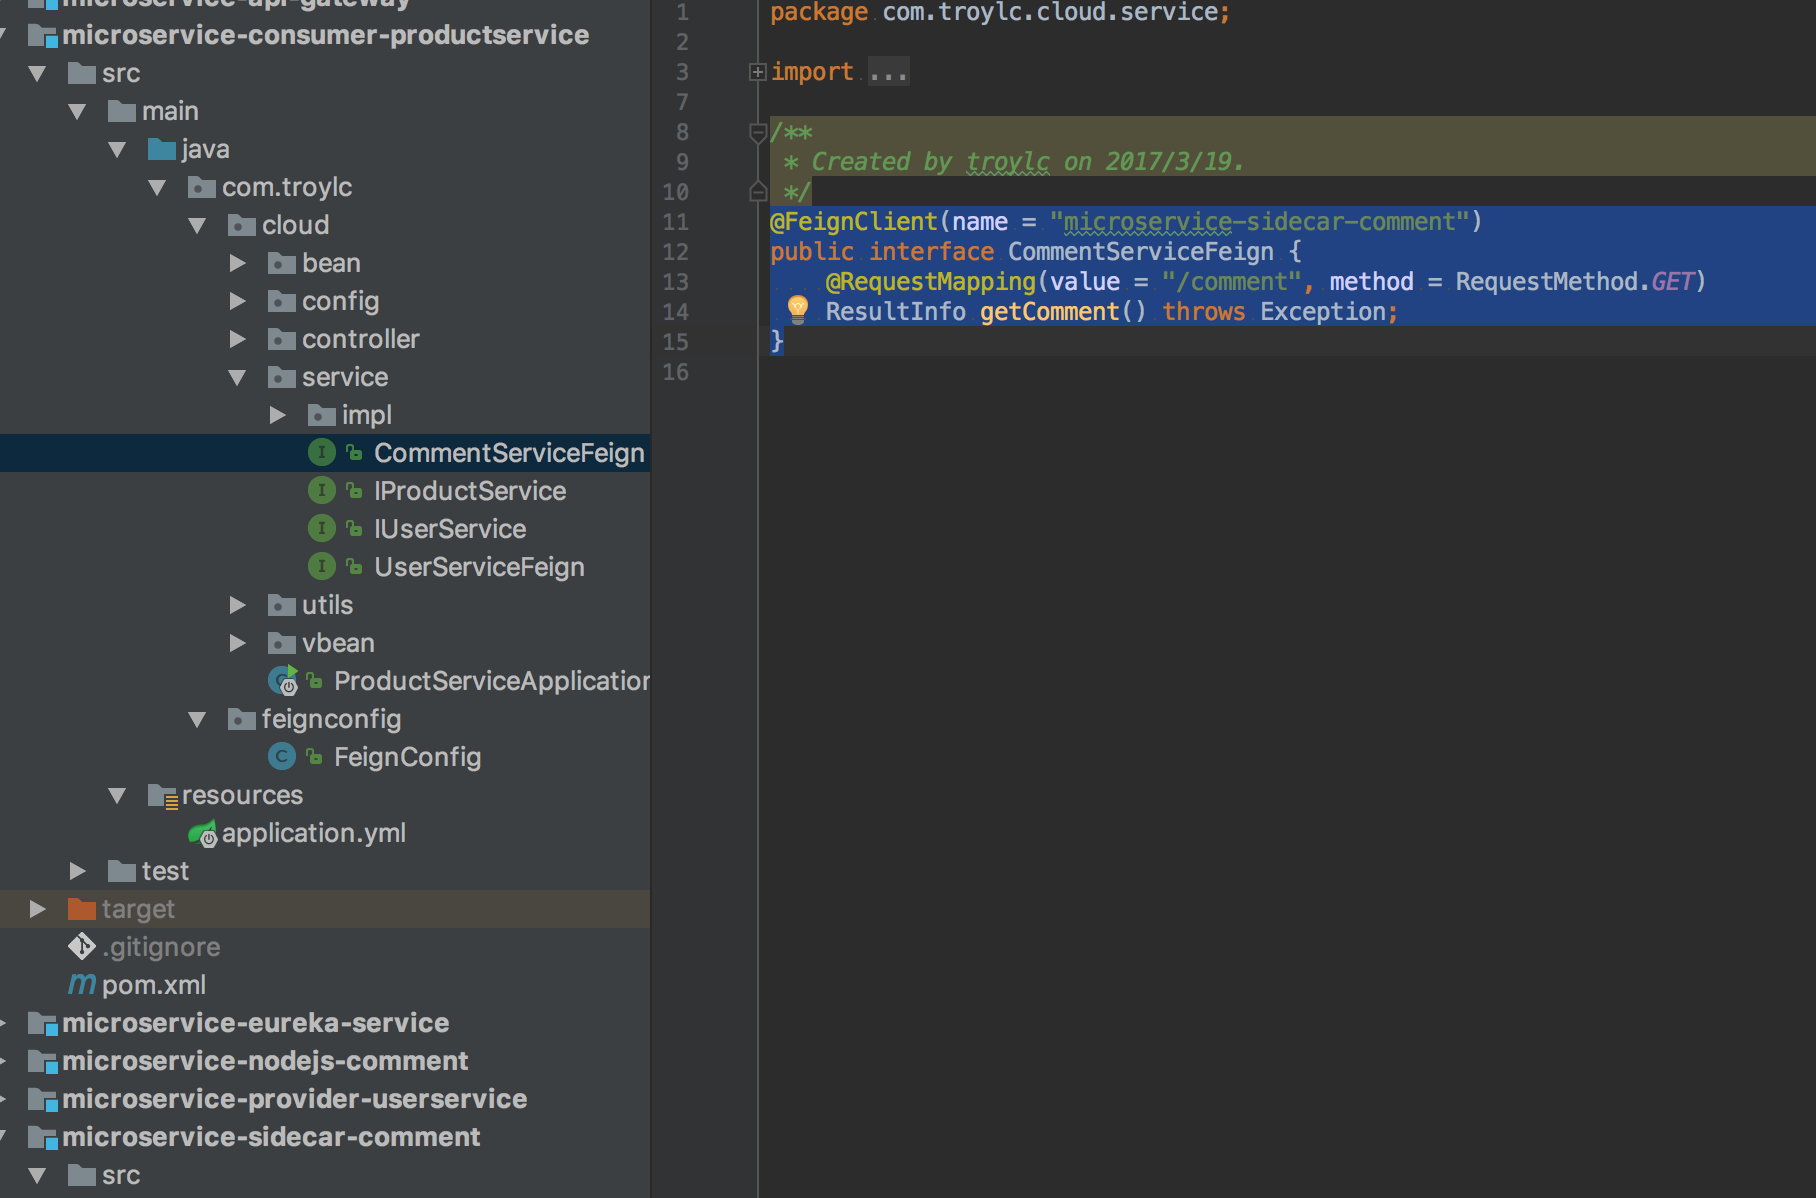 microservice-api-gateway
microservice-consumer-productservice
src
main
java
com.troylc
cloud
bean
config
controller
service
impl
CommentServiceFeign
IProductService
IUserService
UserServiceFeign
utils
vbean
ProductServiceApplication
feignconfig
FeignConfig
resources
application.yml
test
target
.gitignore
pom.xml
microservice-eureka-service
microservice-nodejs-comment
microservice-provider-userservice
microservice-sidecar-comment
src
1 package com.troylc.cloud.service;
2
3 import ...
7
8 /**
9 * Created by troylc on 2017/3/19.
10 */
11 @FeignClient(name = "microservice-sidecar-comment")
12 public interface CommentServiceFeign {
13 @RequestMapping(value = "/comment", method = RequestMethod.GET)
14 ResultInfo getComment() throws Exception;
15 }
16